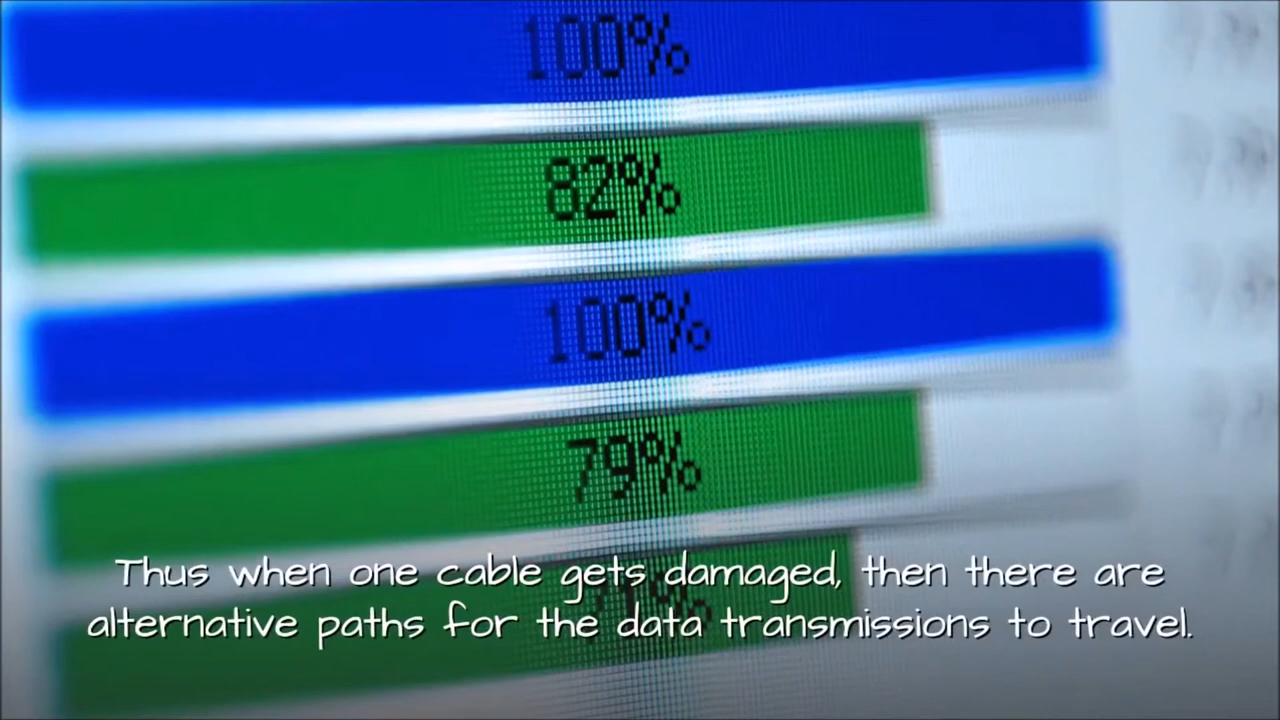 100%
82%
100%
79%
Thus when one cable gets damaged, then there are
alternative paths for the data transmissions to travel.